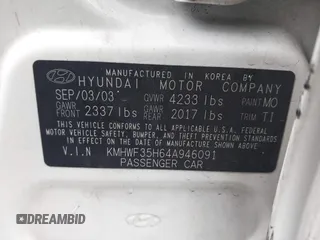 MANUFACTURED IN KOREA BY
HYUNDAI MOTOR COMPANY
SEP/03/03 GVWR 4233 lbs PAINT MO
GAWR FRONT 2337 lbs GAWR REAR 2017 lbs TRIM TI
THIS VEHICLE CONFORMS TO ALL APPLICABLE U.S.A. FEDERAL
MOTOR VEHICLE SAFETY, BUMPER, AND THEFT PREVENTION
STANDARDS IN EFFECT ON THE DATE OF MANUFACTURE SHOWN ABOVE.
V.I.N KMHWF35H64A946091
PASSENGER CAR
AUTOBIDMASTER